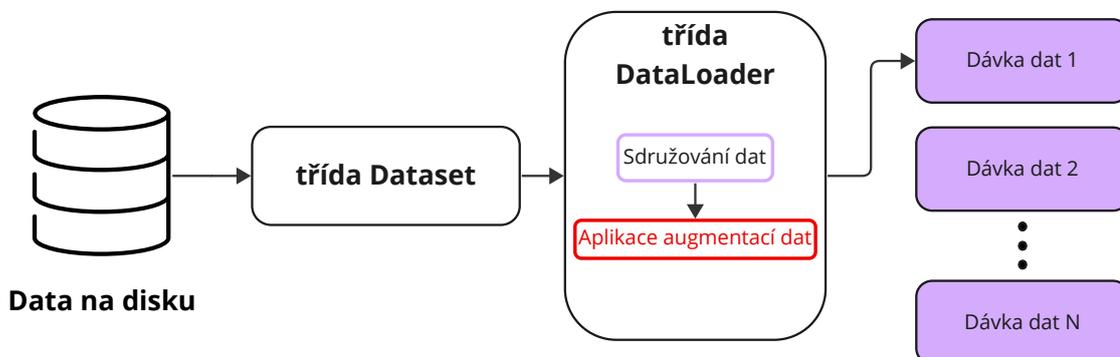 Data na disku
třída Dataset
třída
DataLoader
Sdružování dat
Aplikace augmentací dat
Dávka dat 1
Dávka dat 2
Dávka dat N